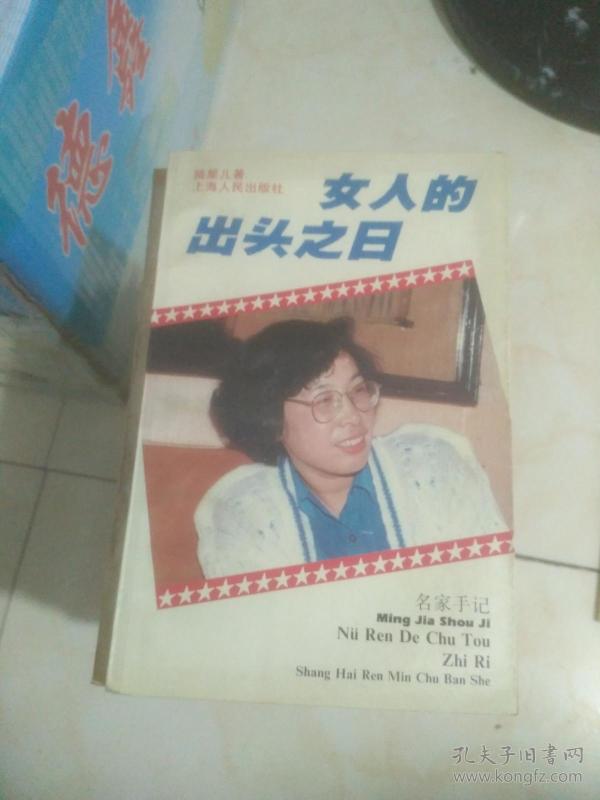 德
陆星儿著
上海人民出版社
女人的
出头之日
名家手记
Ming Jia Shou Ji
Nü Ren De Chu Tou
Zhi Ri
Shang Hai Ren Min Chu Ban She
孔夫子旧書网
www.kongfz.com